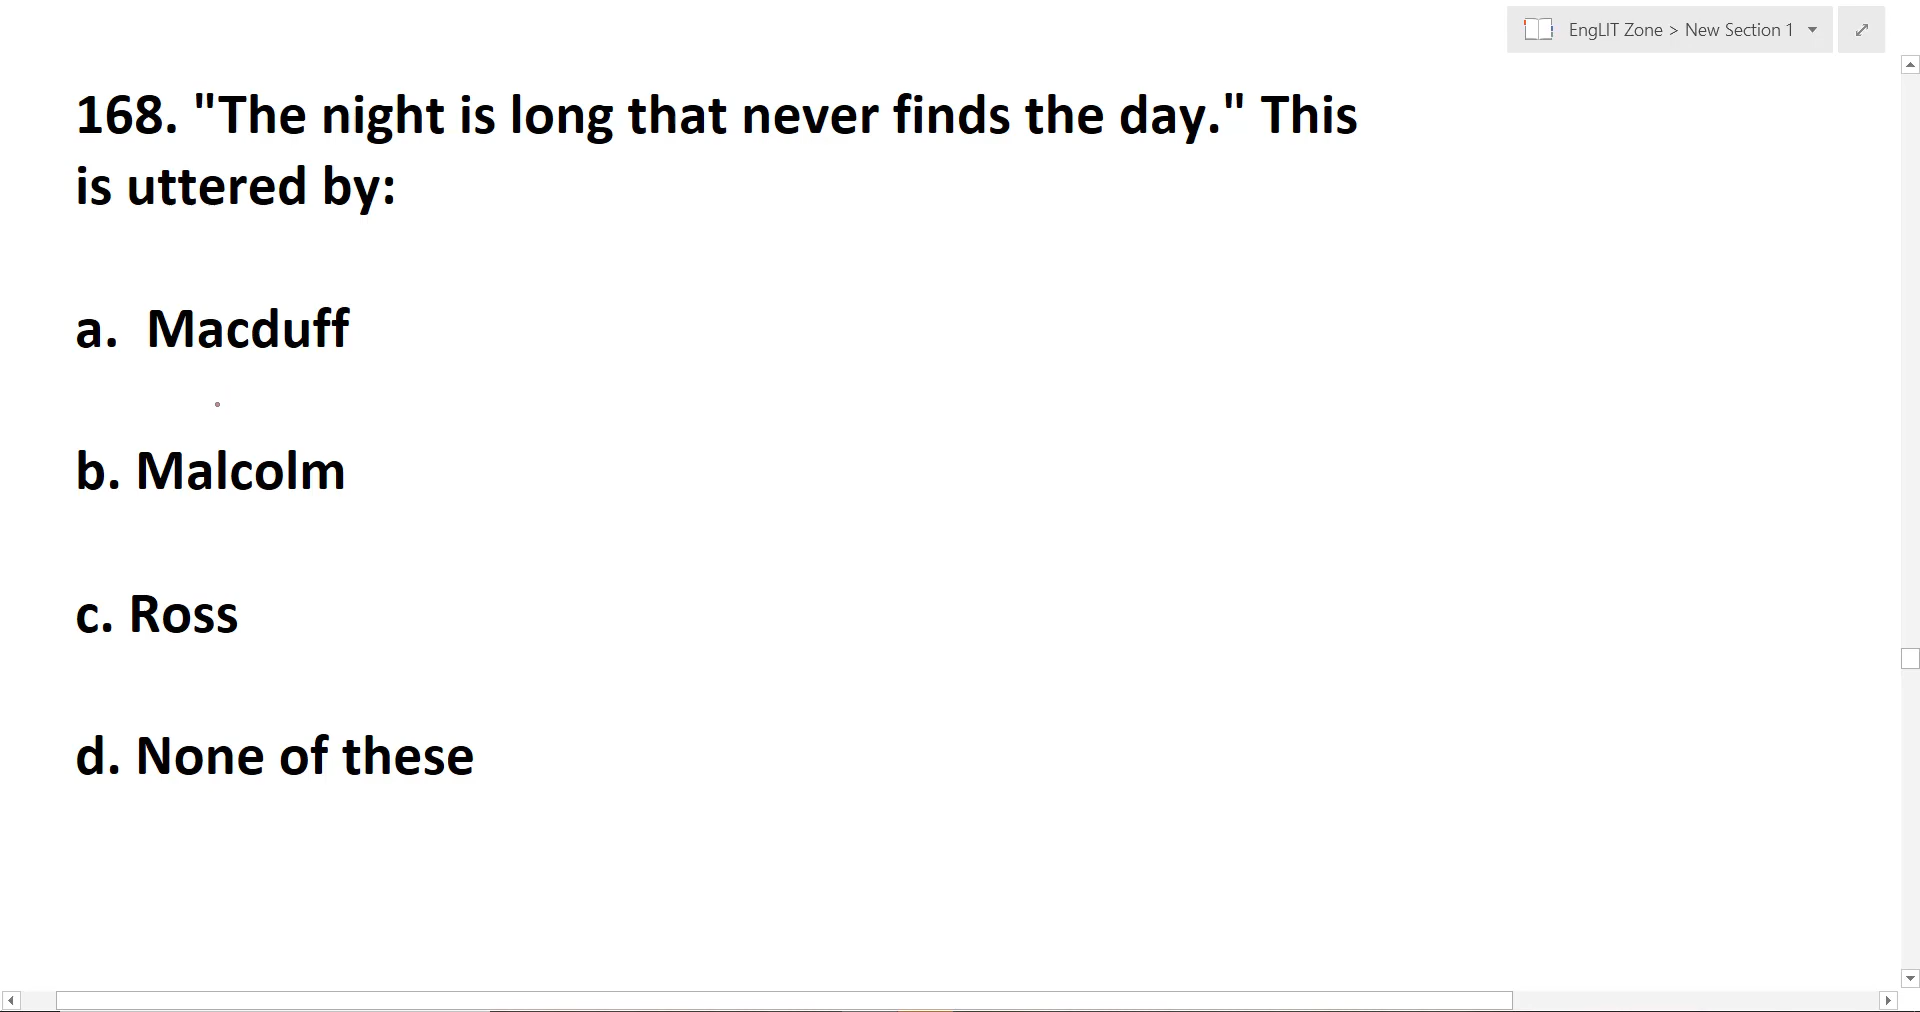 EngLIT Zone > New Section 1
168. "The night is long that never finds the day." This
is uttered by:
a. Macduff
b. Malcolm
c. Ross
d. None of these